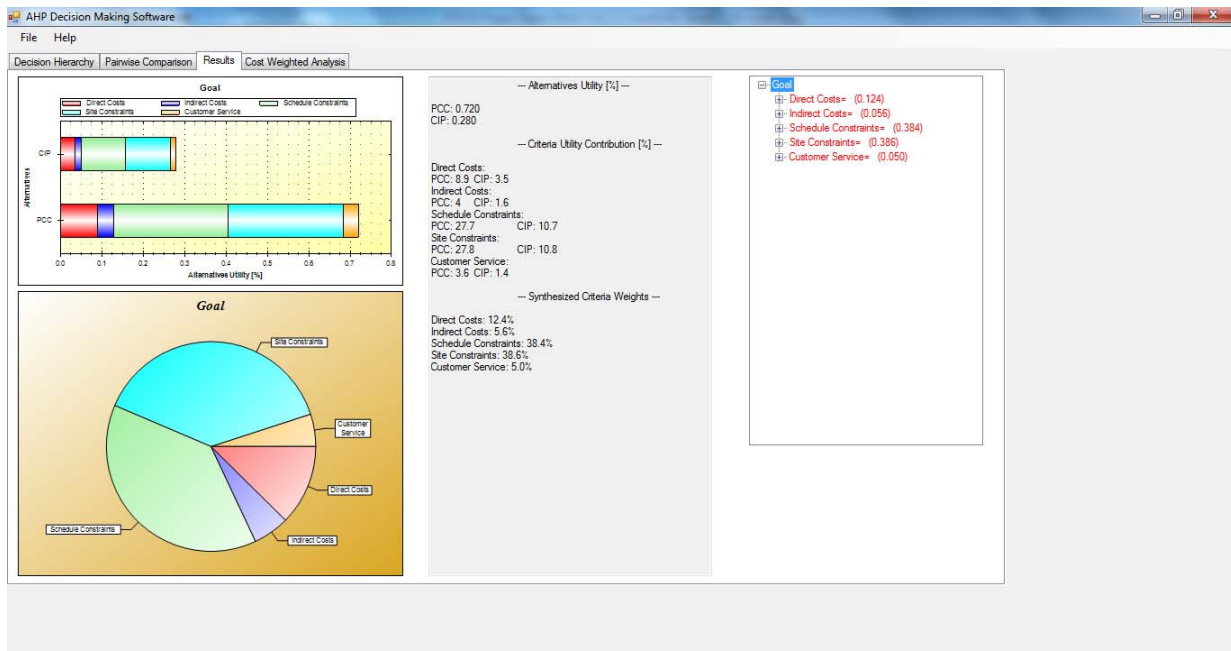 AHP Decision Making Software
File Help
Decision Hierarchy Pairwise Comparison Results Cost Weighted Analysis
Goal
Direct Costs Indirect Costs Schedule Constraints
Site Constraints Customer Service
Alternatives
CIP
PCC
0.0 0.1 0.2 0.3 0.4 0.5 0.6 0.7 0.8
Alternatives Utility [%]
Goal
Site Constraints
Customer
Service
Direct Costs
Indirect Costs
Schedule Constraints
--- Alternatives Utility [%] ---
PCC: 0.720
CIP: 0.280
--- Criteria Utility Contribution [%] ---
Direct Costs:
PCC: 8.9 CIP: 3.5
Indirect Costs:
PCC: 4 CIP: 1.6
Schedule Constraints:
PCC: 27.7 CIP: 10.7
Site Constraints:
PCC: 27.8 CIP: 10.8
Customer Service:
PCC: 3.6 CIP: 1.4
--- Synthesized Criteria Weights ---
Direct Costs: 12.4%
Indirect Costs: 5.6%
Schedule Constraints: 38.4%
Site Constraints: 38.6%
Customer Service: 5.0%
Goal
Direct Costs= (0.124)
Indirect Costs= (0.056)
Schedule Constraints= (0.384)
Site Constraints= (0.386)
Customer Service= (0.050)